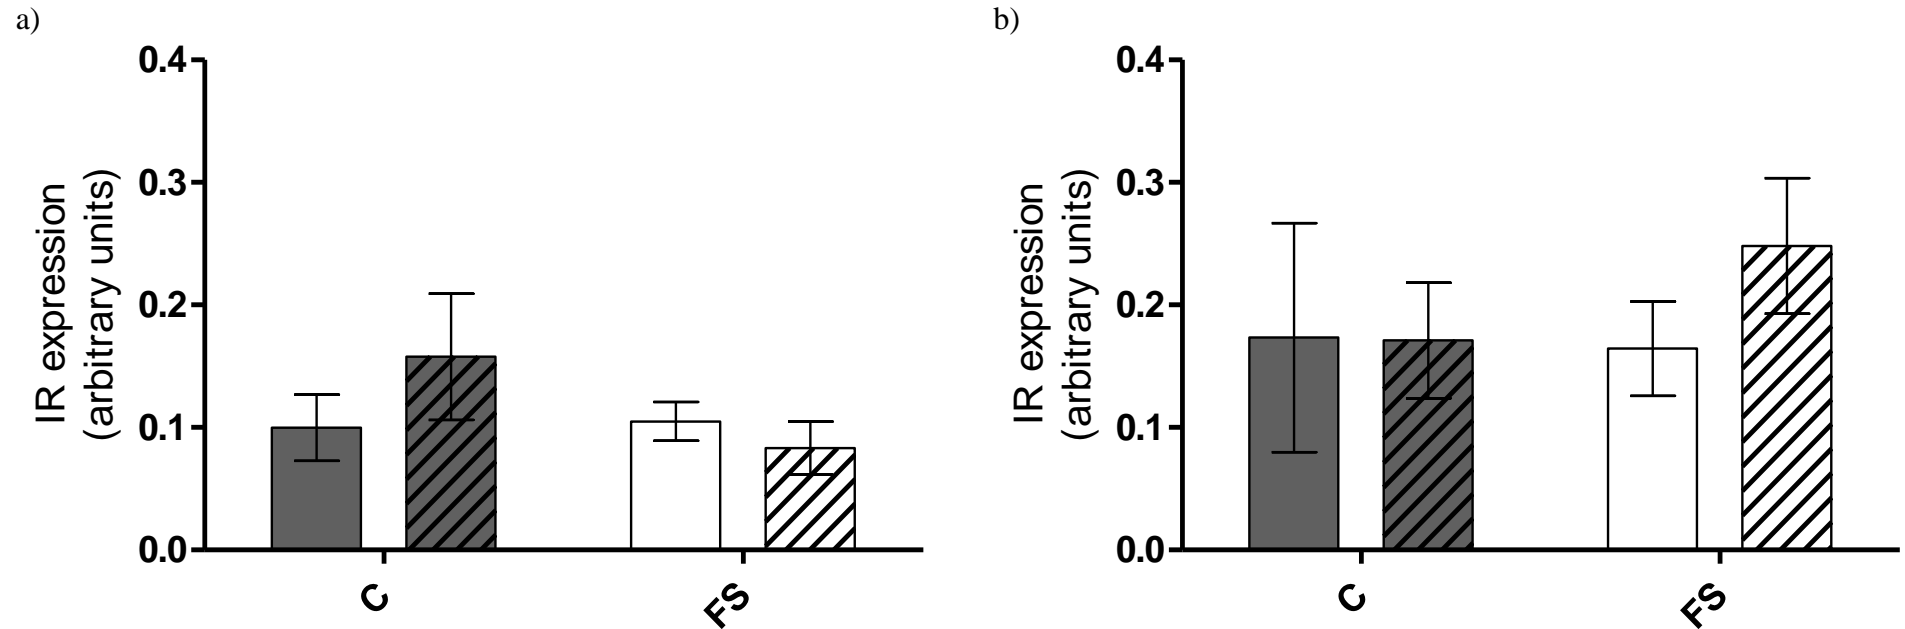 a)
0.4
0.3
0.2
0.1
0.0
IR expression
(arbitrary units)
C
FS
b)
0.4
0.3
0.2
0.1
0.0
IR expression
(arbitrary units)
C
FS